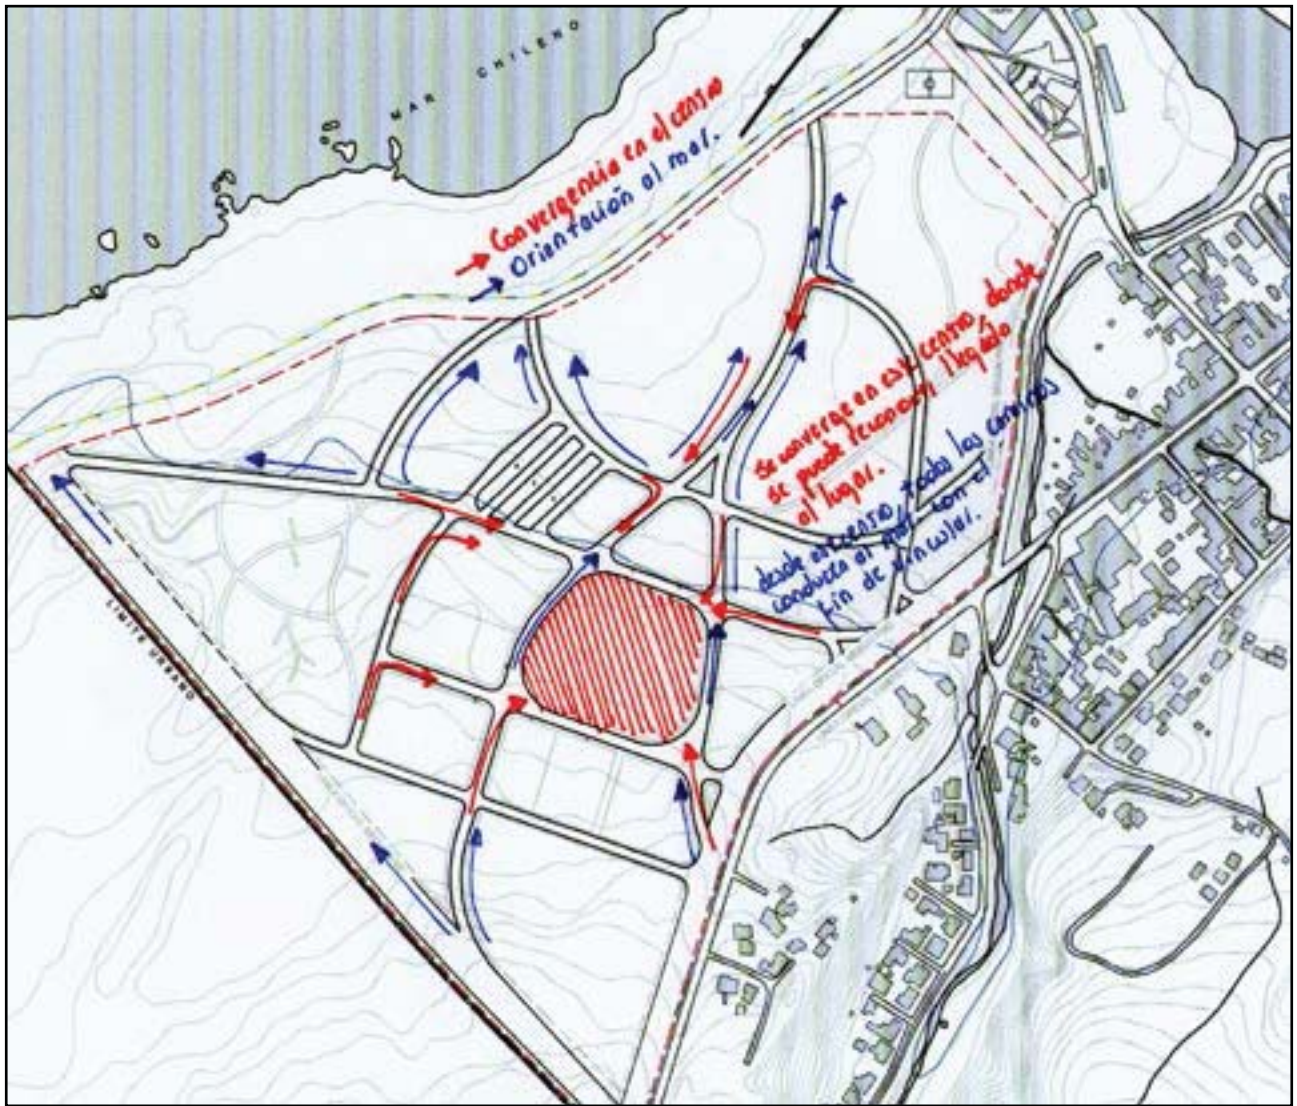 MAR CHILENO
Convergencia en el centro
Orientación al mar.
se converge en este centro donde
se puede reconocer llegado
al lugar.
desde este centro, todos los caminos
conducen al mar con el
fin de vincular.
LIMITE URBANO